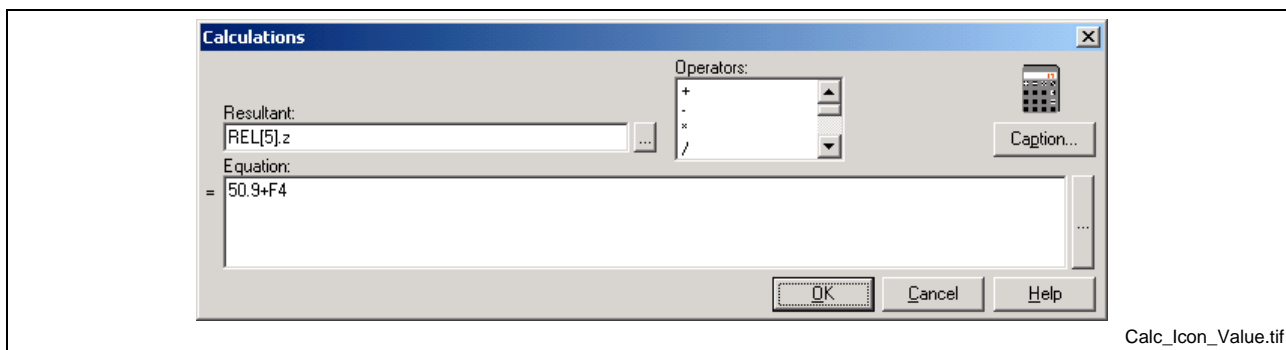 Calculations
Operators:
+
-
*
/
Resultant:
REL[5].z
...
Caption...
Equation:
=
50.9+F4
...
OK
Cancel
Help
Calc_Icon_Value.tif